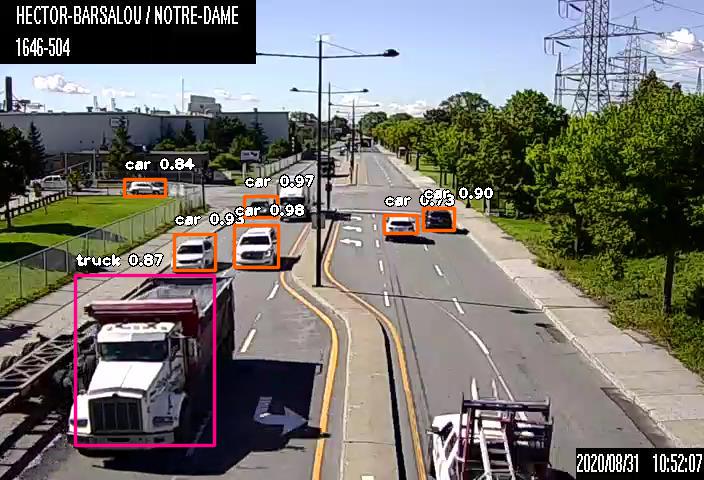 HECTOR-BARSALOU / NOTRE-DAME
1646-504
car 0.84
car 0.97
car 0.90
car 0.73
car 0.93
car 0.98
truck 0.87
2020/08/31 10:52:07